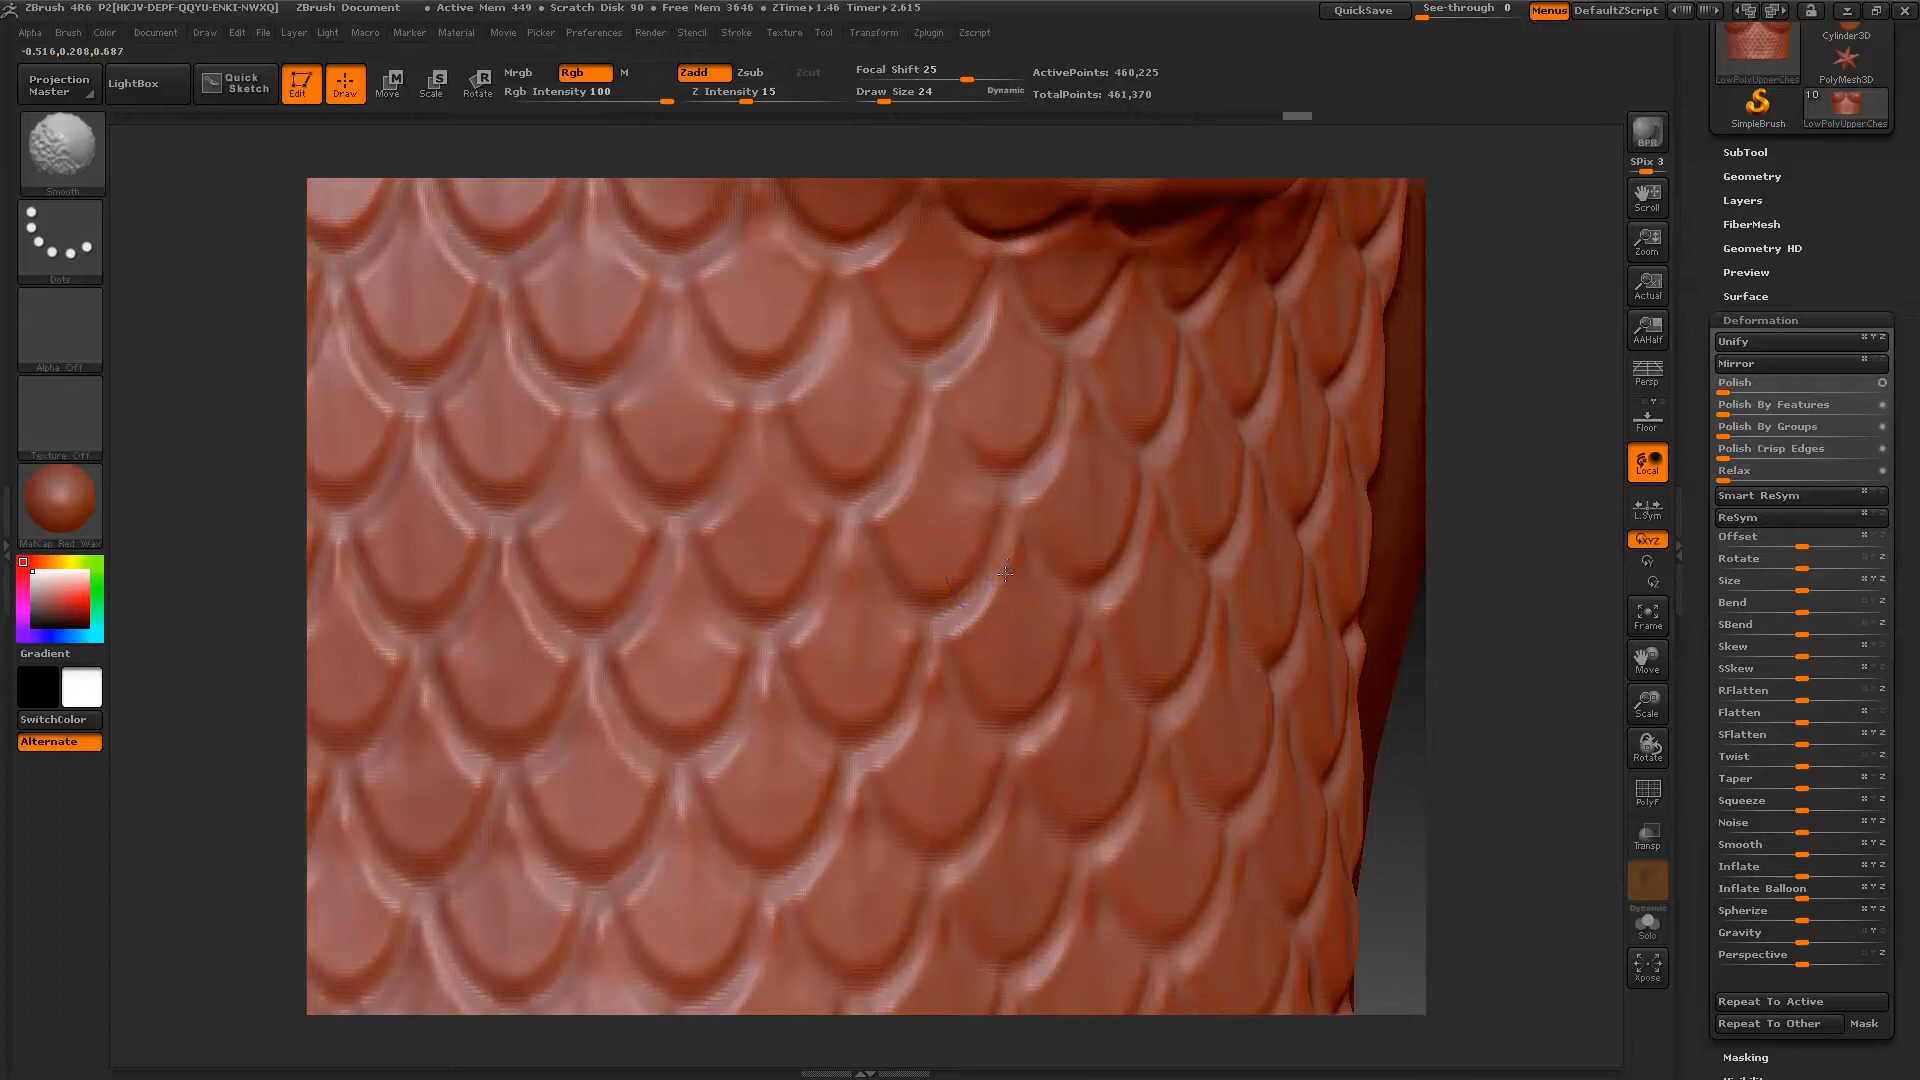 ZBrush 4R6 P2[HKJV-DEPF-QQYU-ENKI-NWXQ] ZBrush Document • Active Mem 449 • Scratch Disk 90 • Free Mem 3646 • ZTime▸1.46 Timer▸2.615 QuickSave See-through 0 Menus DefaultZScript
Alpha Brush Color Document Draw Edit File Layer Light Macro Marker Material Movie Picker Preferences Render Stencil Stroke Texture Tool Transform Zplugin Zscript
-0.516,0.208,0.687
Projection Master
LightBox
Quick Sketch
Edit
Draw
Move
Scale
Rotate
Mrgb Rgb M
Rgb Intensity 100
Zadd Zsub Zcut
Z Intensity 15
Focal Shift 25
Draw Size 24 Dynamic
ActivePoints: 460,225
TotalPoints: 461,370
Smooth
Dots
Alpha Off
Texture Off
MatCap Red Wax
Gradient
SwitchColor
Alternate
BPR
SPix 3
Scroll
Zoom
Actual
AAHalf
Persp
Floor
Local
L.Sym
XYZ
Frame
Move
Scale
Rotate
PolyF
Transp
Dynamic
Solo
Xpose
Cylinder3D
LowPolyUpperChes
PolyMesh3D
10
SimpleBrush
LowPolyUpperChes
SubTool
Geometry
Layers
FiberMesh
Geometry HD
Preview
Surface
Deformation
Unify
Mirror
Polish
Polish By Features
Polish By Groups
Polish Crisp Edges
Relax
Smart ReSym
ReSym
Offset
Rotate
Size
Bend
SBend
Skew
SSkew
RFlatten
Flatten
SFlatten
Twist
Taper
Squeeze
Noise
Smooth
Inflate
Inflate Balloon
Spherize
Gravity
Perspective
Repeat To Active
Repeat To Other Mask
Masking